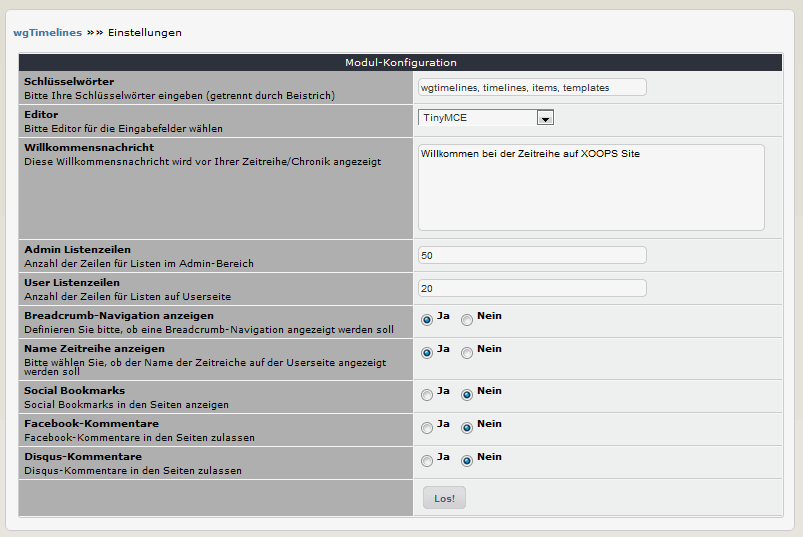 wgTimelines »» Einstellungen
Modul-Konfiguration
Schlüsselwörter
Bitte Ihre Schlüsselwörter eingeben (getrennt durch Beistrich)
wgtimelines, timelines, items, templates
Editor
Bitte Editor für die Eingabefelder wählen
TinyMCE
Willkommensnachricht
Diese Willkommensnachricht wird vor Ihrer Zeitreihe/Chronik angezeigt
Willkommen bei der Zeitreihe auf XOOPS Site
Admin Listenzeilen
Anzahl der Zeilen für Listen im Admin-Bereich
50
User Listenzeilen
Anzahl der Zeilen für Listen auf Userseite
20
Breadcrumb-Navigation anzeigen
Definieren Sie bitte, ob eine Breadcrumb-Navigation angezeigt werden soll
Ja Nein
Name Zeitreihe anzeigen
Bitte wählen Sie, ob der Name der Zeitreiche auf der Userseite angezeigt
werden soll
Ja Nein
Social Bookmarks
Social Bookmarks in den Seiten anzeigen
Ja Nein
Facebook-Kommentare
Facebook-Kommentare in den Seiten zulassen
Ja Nein
Disqus-Kommentare
Disqus-Kommentare in den Seiten zulassen
Ja Nein
Los!